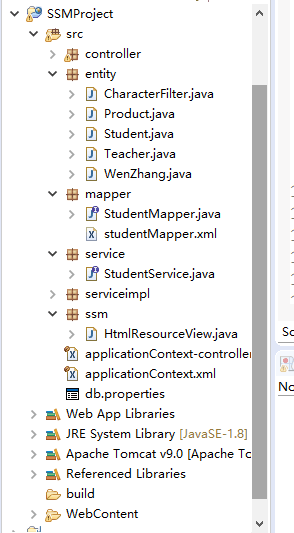 SSMProject
src
controller
entity
CharacterFilter.java
Product.java
Student.java
Teacher.java
WenZhang.java
mapper
StudentMapper.java
studentMapper.xml
service
StudentService.java
serviceimpl
ssm
HtmlResourceView.java
applicationContext-controller
applicationContext.xml
db.properties
Web App Libraries
JRE System Library [JavaSE-1.8]
Apache Tomcat v9.0 [Apache To
Referenced Libraries
build
WebContent
So
No